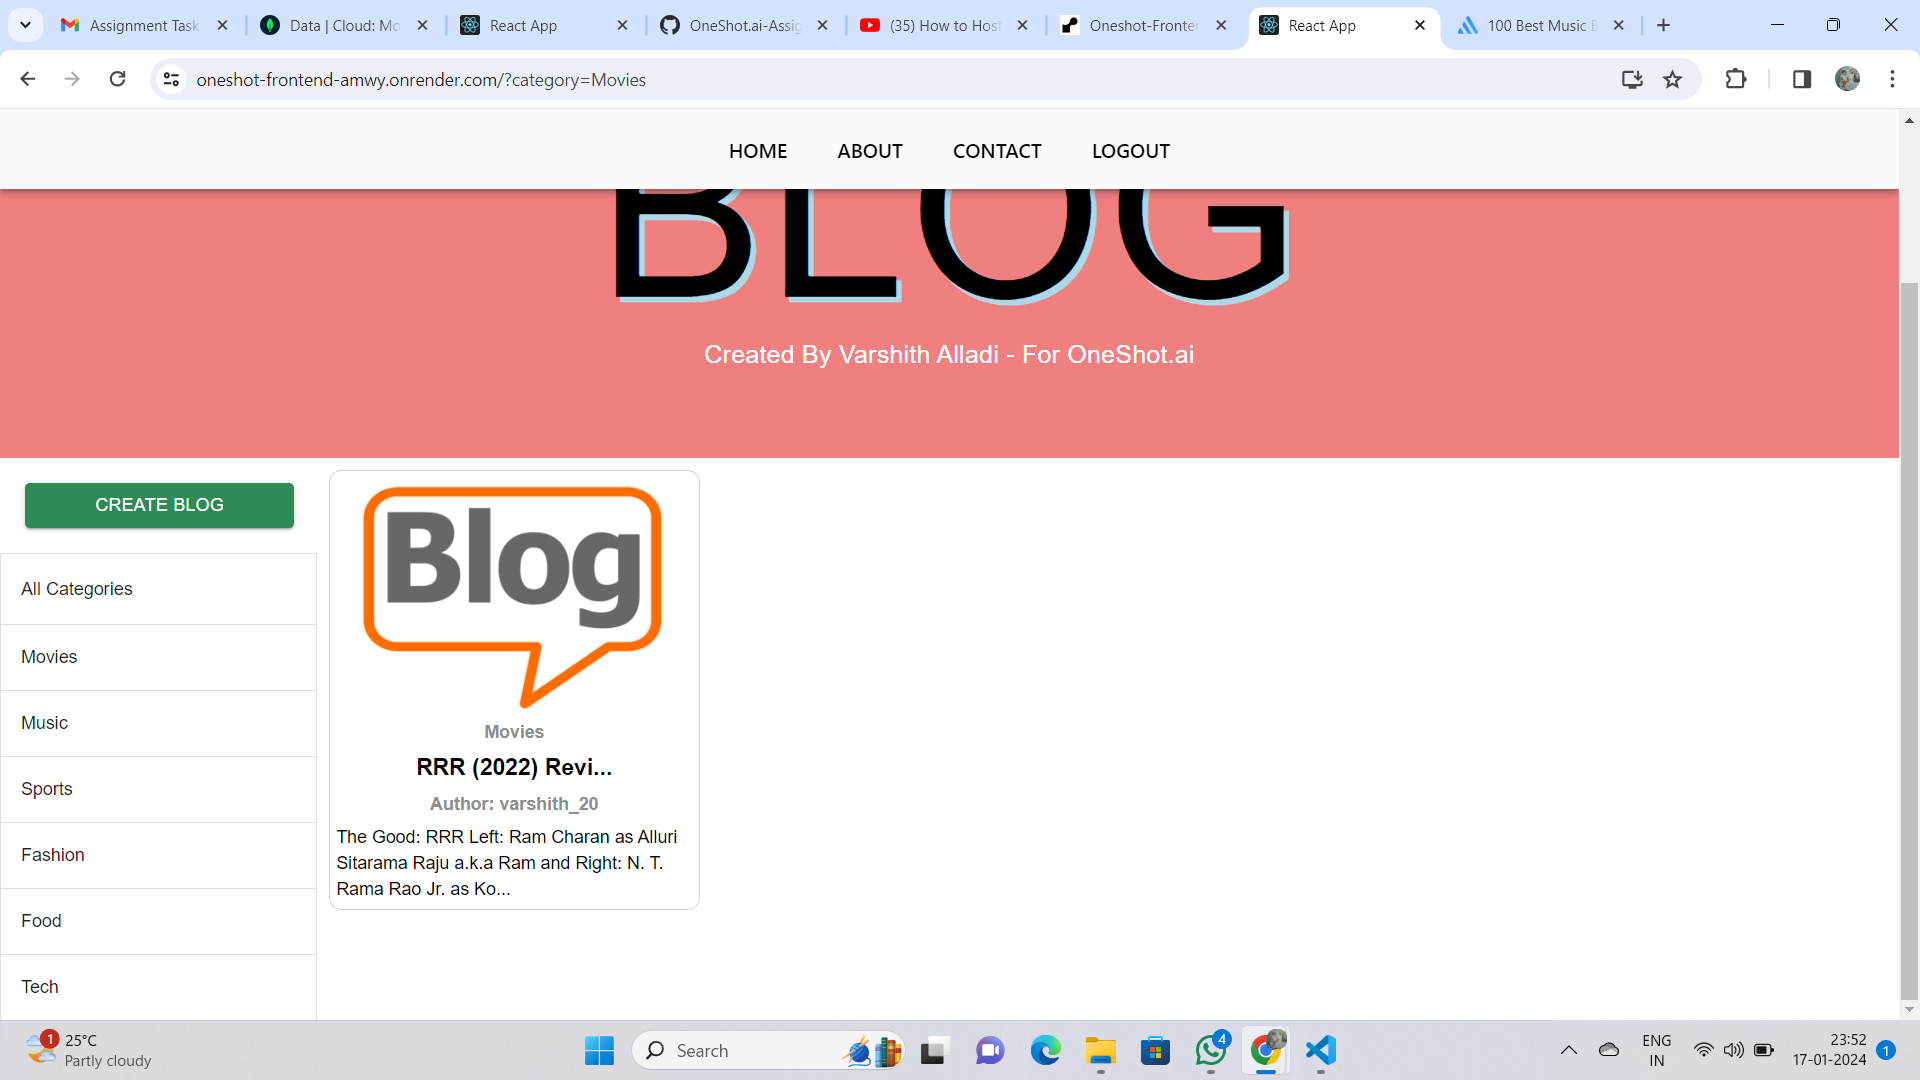 Assignment Task
Data | Cloud: Mo
React App
OneShot.ai-Assig
(35) How to Host
Oneshot-Fronter
React App
100 Best Music B
oneshot-frontend-amwy.onrender.com/?category=Movies
HOME
ABOUT
CONTACT
LOGOUT
BLOG
Created By Varshith Alladi - For OneShot.ai
CREATE BLOG
All Categories
Movies
Music
Sports
Fashion
Food
Tech
Blog
Movies
RRR (2022) Revi...
Author: varshith_20
The Good: RRR Left: Ram Charan as Alluri
Sitarama Raju a.k.a Ram and Right: N. T.
Rama Rao Jr. as Ko...
1
25°C
Partly cloudy
Search
4
ENG
IN
23:52
17-01-2024
1